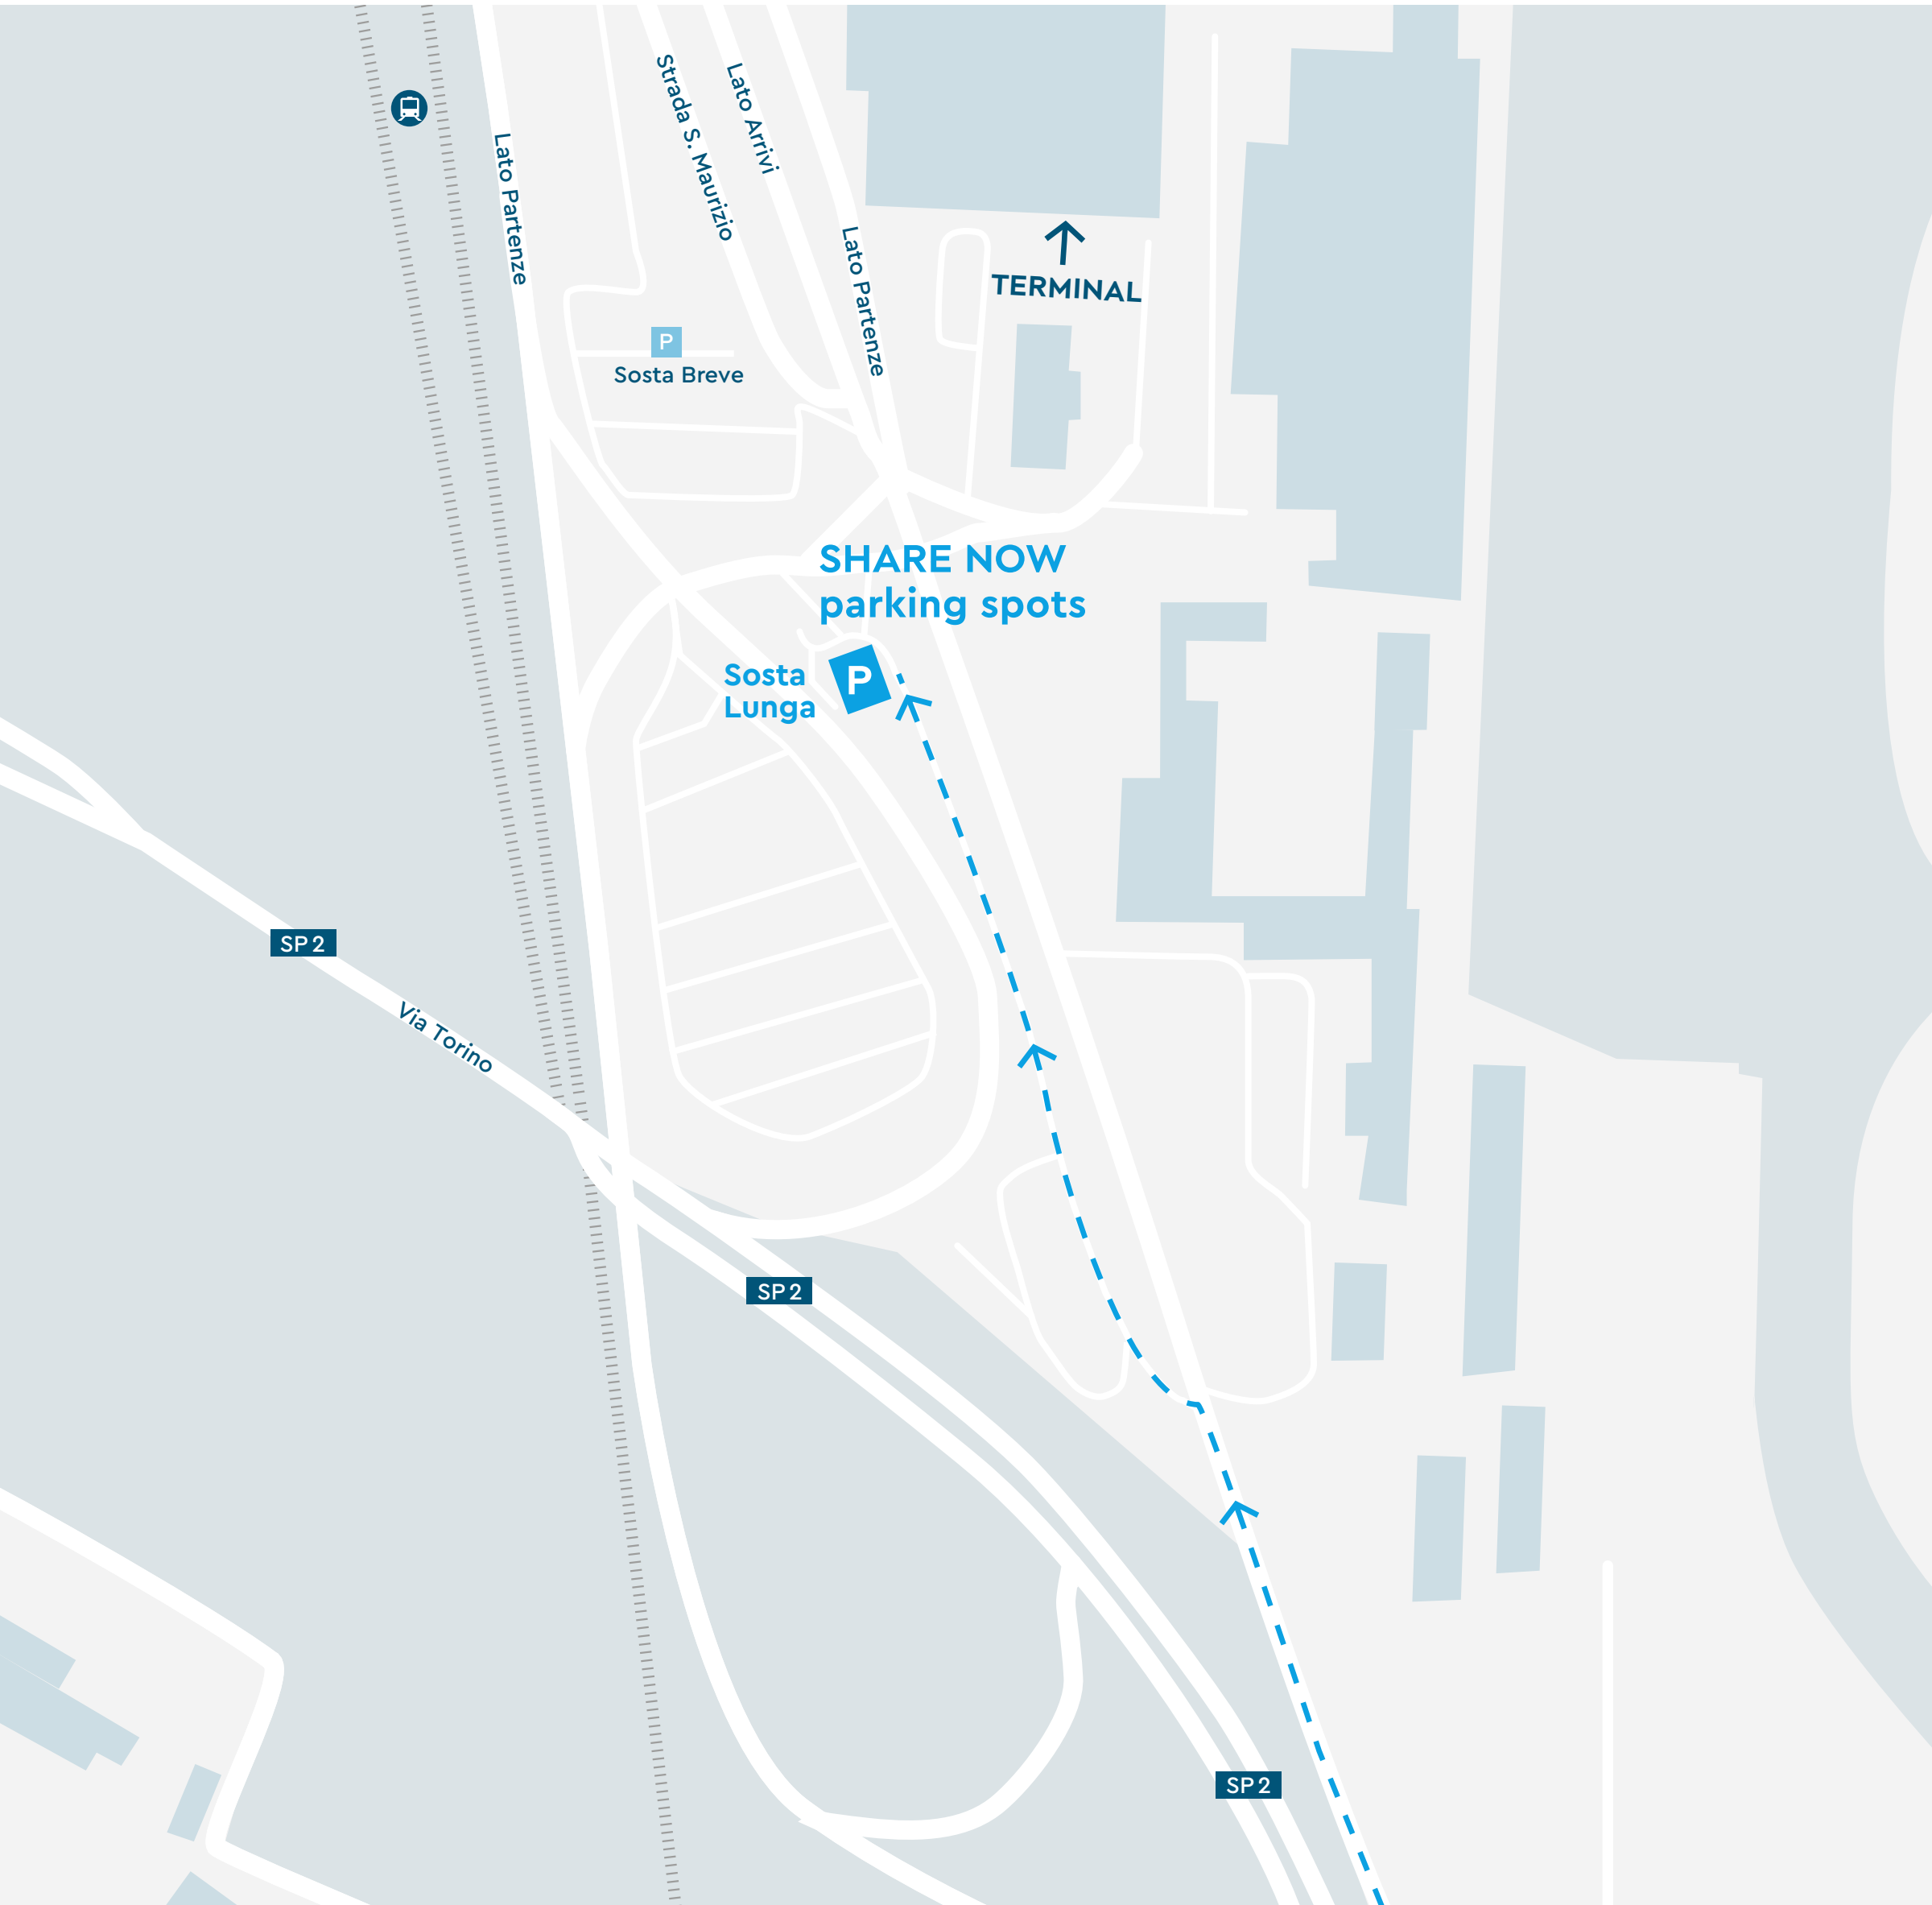 Strada S. Maurizio
Lato Arrivi
Lato Partenze
Lato Partenze
TERMINAL
P
Sosta Breve
SHARE NOW
parking spots
Sosta
Lunga
P
SP 2
Via Torino
SP 2
SP 2